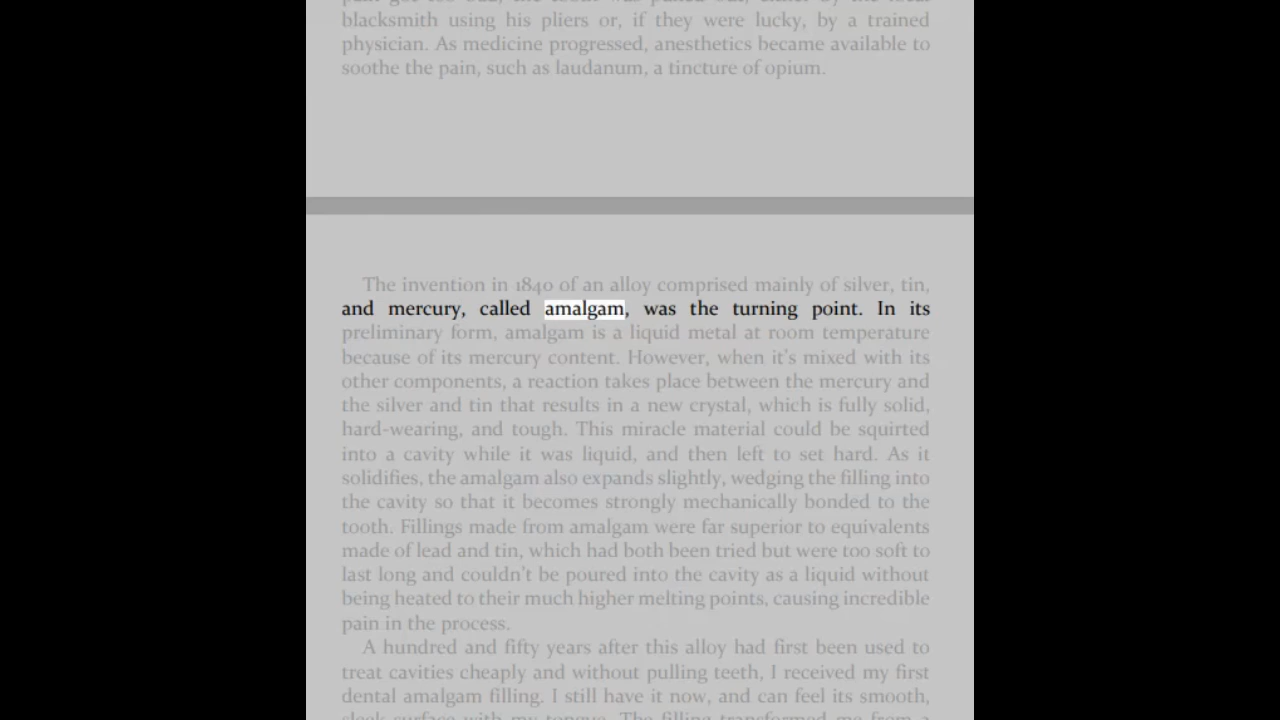 blacksmith using his pliers or, if they were lucky, by a trained
physician. As medicine progressed, anesthetics became available to
soothe the pain, such as laudanum, a tincture of opium.
The invention in 1840 of an alloy comprised mainly of silver, tin,
and mercury, called amalgam, was the turning point. In its
preliminary form, amalgam is a liquid metal at room temperature
because of its mercury content. However, when it's mixed with its
other components, a reaction takes place between the mercury and
the silver and tin that results in a new crystal, which is fully solid,
hard-wearing, and tough. This miracle material could be squirted
into a cavity while it was liquid, and then left to set hard. As it
solidifies, the amalgam also expands slightly, wedging the filling into
the cavity so that it becomes strongly mechanically bonded to the
tooth. Fillings made from amalgam were far superior to equivalents
made of lead and tin, which had both been tried but were too soft to
last long and couldn't be poured into the cavity as a liquid without
being heated to their much higher melting points, causing incredible
pain in the process.
A hundred and fifty years after this alloy had first been used to
treat cavities cheaply and without pulling teeth, I received my first
dental amalgam filling. I still have it now, and can feel its smooth,
sleek surface with my tongue. The filling transformed me from a